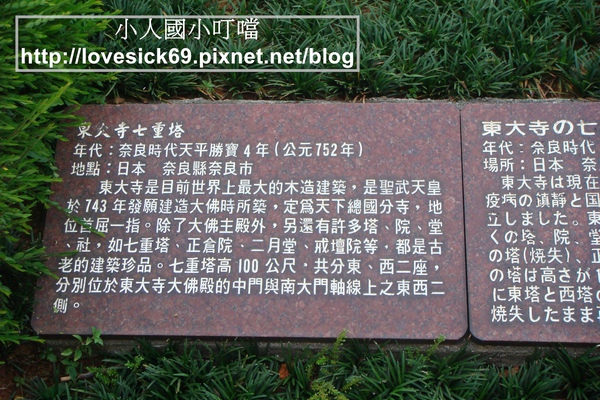 小人國小叮噹
http://lovesick69.pixnet.net/blog
東大寺七重塔
年代：奈良時代天平勝寶4年（公元752年）
地點：日本 奈良縣奈良市
東大寺是目前世界上最大的木造建築，是聖武天皇
於743年發願建造大佛時所築，定爲天下總國分寺，地
位首屈一指。除了大佛主殿外，另還有許多塔、院、堂
、社，如七重塔、正倉院、二月堂、戒壇院等，都是古
老的建築珍品。七重塔高100公尺，共分東、西二座，
分別位於東大寺大佛殿的中門與南大門軸線上之東西二
側。
東大寺の七
年代：奈良時代
場所：日本 奈
東大寺は現在
疫病の鎮靜と国
立しました。東
くの塔、院、堂
の塔(焼失)、正
の塔は高さが1
に東塔と西塔の
焼失したまま再